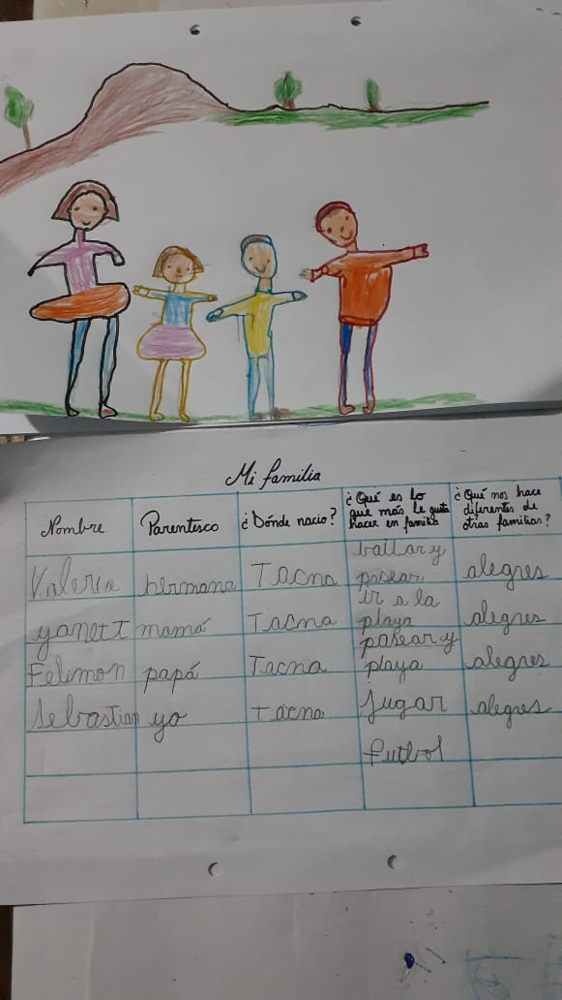 Mi familia
Nombre Parentesco ¿Dónde nacio? ¿Qué es lo que más le gusta hacer en familia ¿Qué nos hace diferentes de otras familias?
Valeria hermana Tacna bailar y pasear alegres
yanett mamá Tacna ir a la playa alegres
Felimon papá Tacna pasear y playa alegres
Sebastian yo tacna jugar futbol alegres